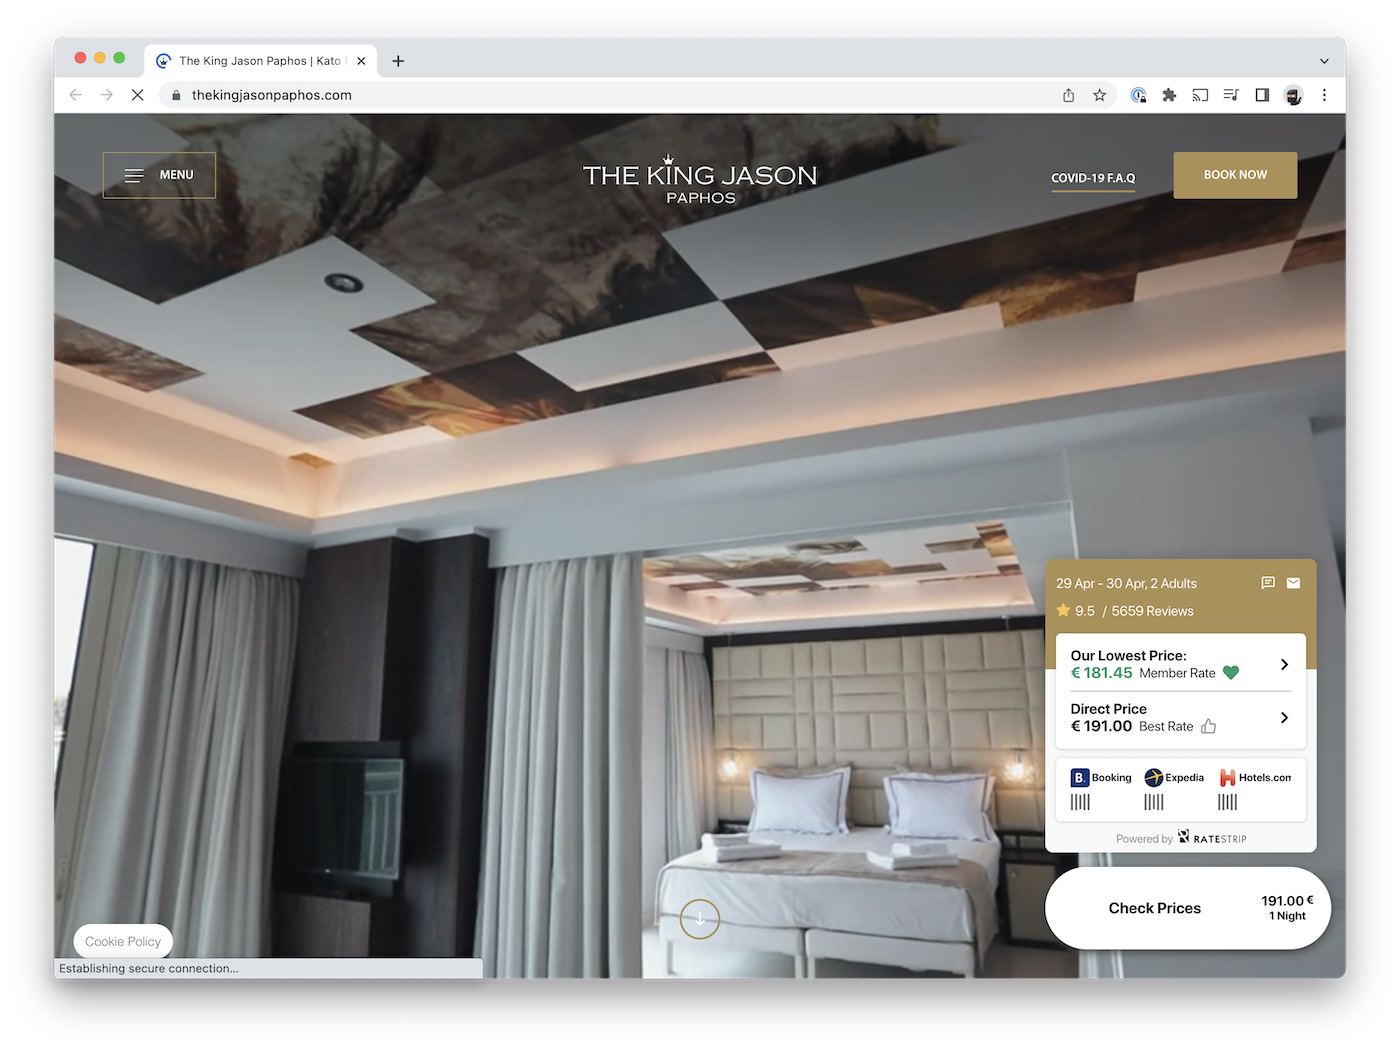 The King Jason Paphos | Kato
thekingjasonpaphos.com
MENU
THE KING JASON
PAPHOS
COVID-19 F.A.Q
BOOK NOW
29 Apr - 30 Apr, 2 Adults
9.5 / 5659 Reviews
Our Lowest Price:
€ 181.45 Member Rate
Direct Price
€ 191.00 Best Rate
B. Booking
Expedia
H Hotels.com
Powered by RATESTRIP
Check Prices
191.00 €
1 Night
Cookie Policy
Establishing secure connection...